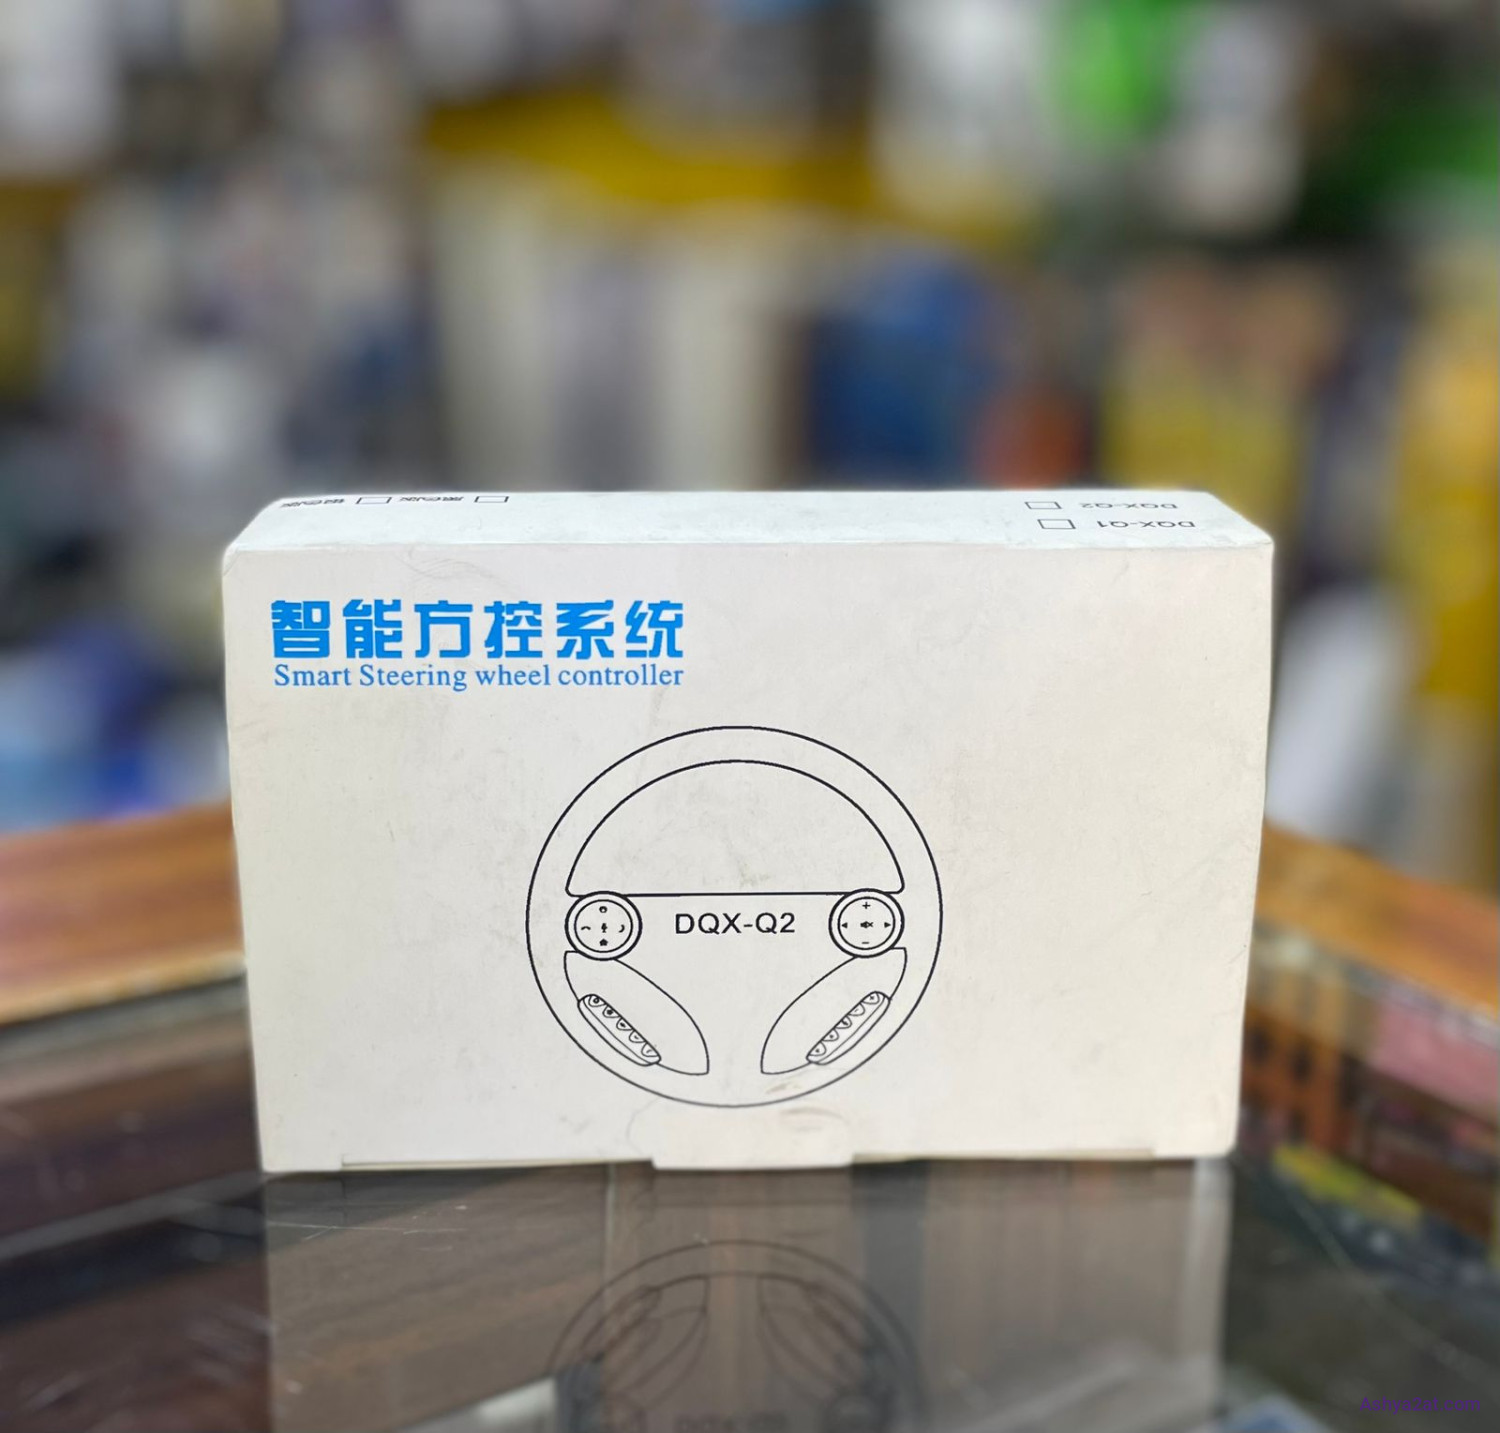 DQX-Q2
DQX-Q1
智能方控系统
Smart Steering wheel controller
DQX-Q2